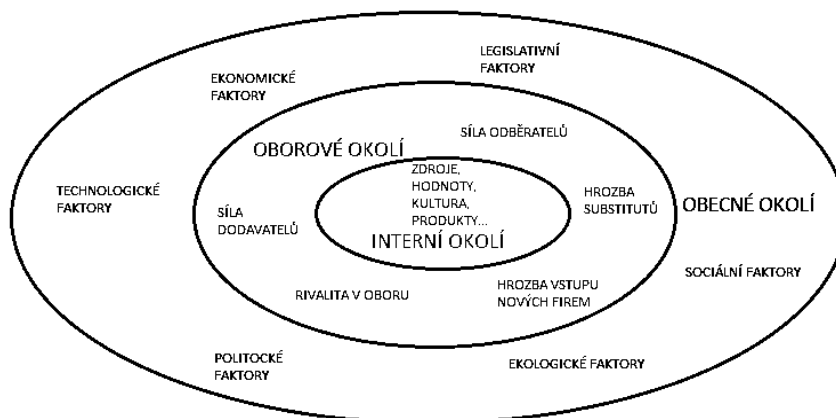 LEGISLATIVNÍ
FAKTORY
EKONOMICKÉ
FAKTORY
SÍLA ODBĚRATELŮ
OBOROVÉ OKOLÍ
ZDROJE,
HODNOTY,
KULTURA,
PRODUKTY...
INTERNÍ OKOLÍ
TECHNOLOGICKÉ
FAKTORY
SÍLA
DODAVATELŮ
HROZBA
SUBSTITUTŮ
OBECNÉ OKOLÍ
SOCIÁLNÍ FAKTORY
RIVALITA V OBORU
HROZBA VSTUPU
NOVÝCH FIREM
POLITOCKÉ
FAKTORY
EKOLOGICKÉ FAKTORY